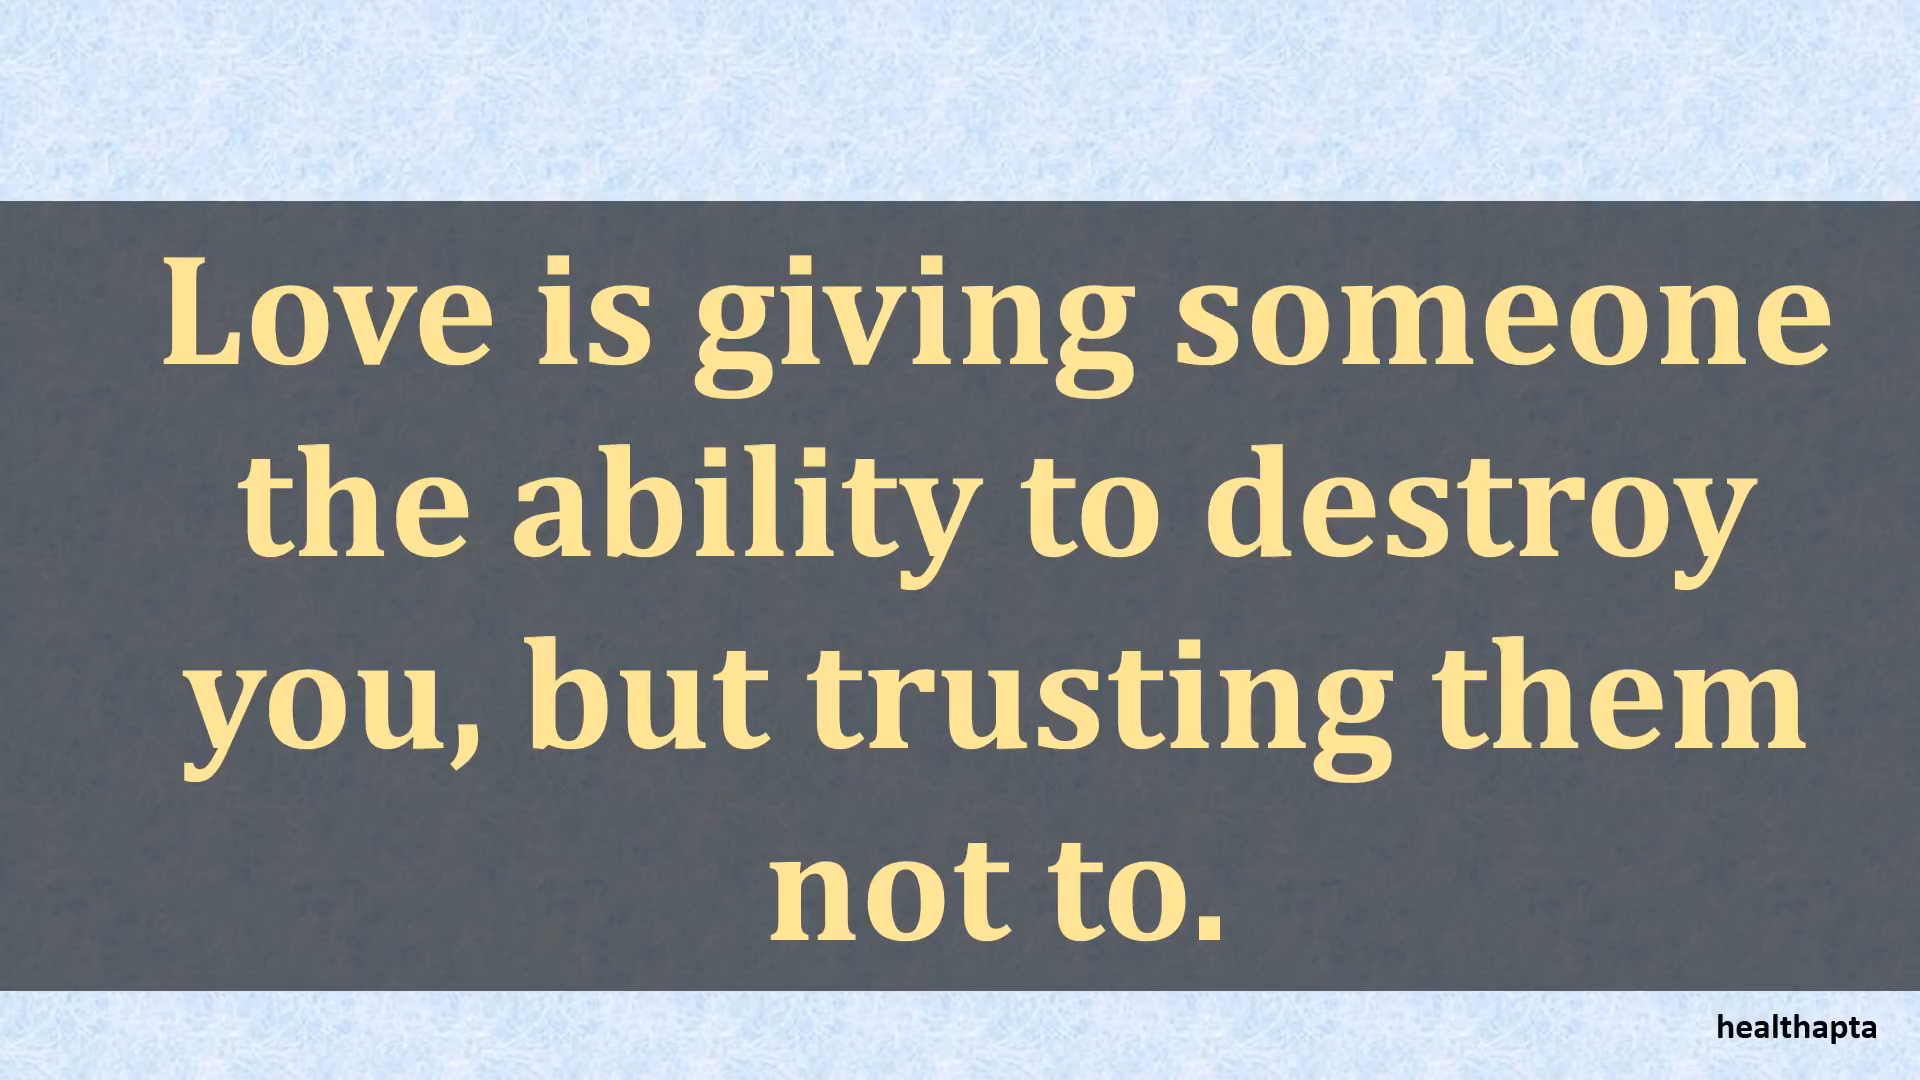 Love is giving someone
the ability to destroy
you, but trusting them
not to.
healthapta